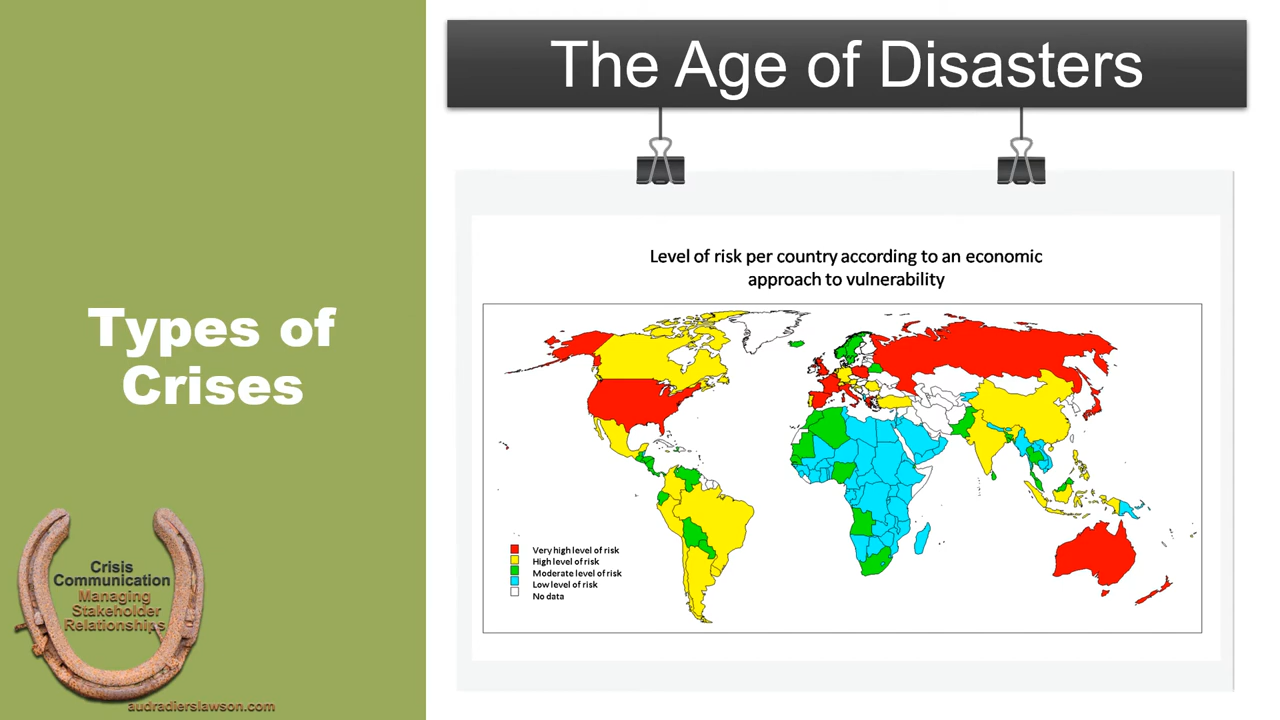 The Age of Disasters
Types of
Crises
Level of risk per country according to an economic
approach to vulnerability
Very high level of risk
High level of risk
Moderate level of risk
Low level of risk
No data
Crisis
Communication
Managing
Stakeholder
Relationships
audradierslawson.com